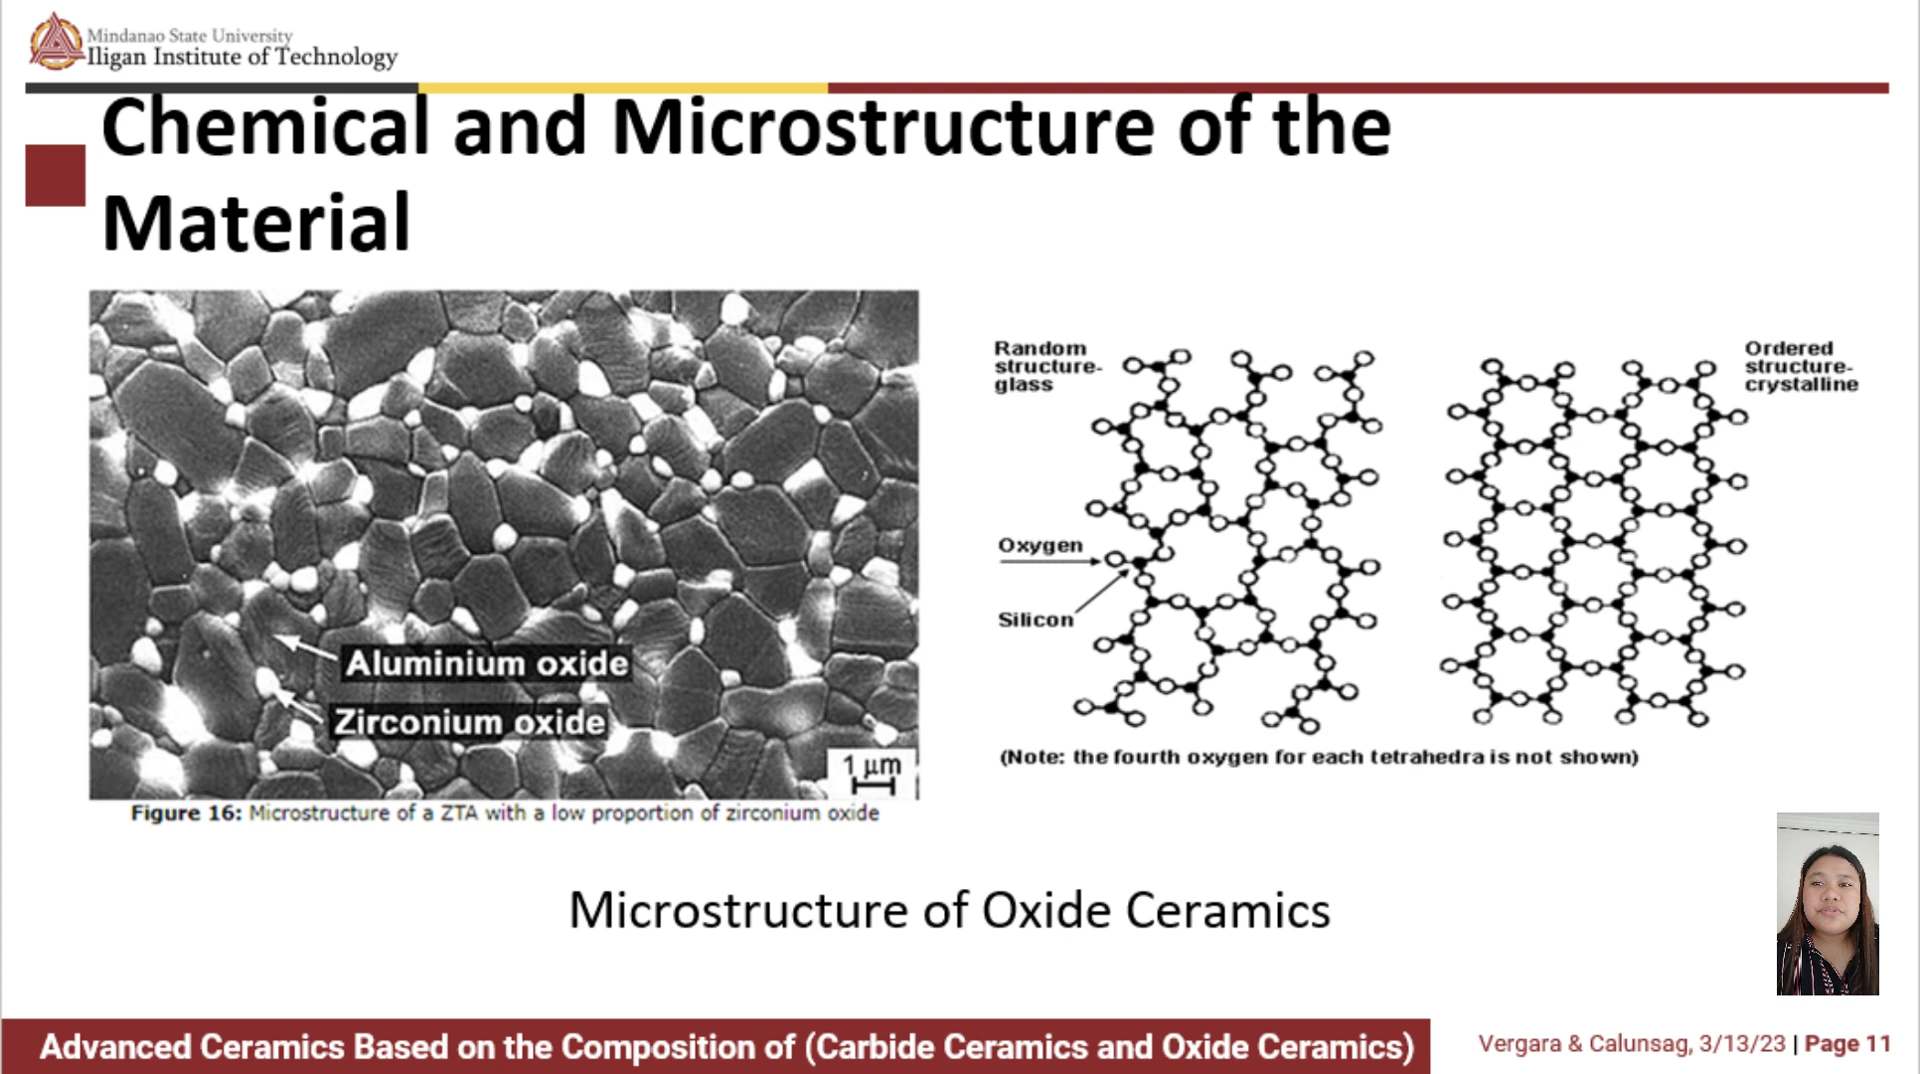 Mindanao State University
Iligan Institute of Technology
Chemical and Microstructure of the
Material
Aluminium oxide
Zirconium oxide
1 μm
Figure 16: Microstructure of a ZTA with a low proportion of zirconium oxide
Random
structure-
glass
Ordered
structure-
crystalline
Oxygen
Silicon
(Note: the fourth oxygen for each tetrahedra is not shown)
Microstructure of Oxide Ceramics
Advanced Ceramics Based on the Composition of (Carbide Ceramics and Oxide Ceramics)
Vergara & Calunsag, 3/13/23 | Page 11